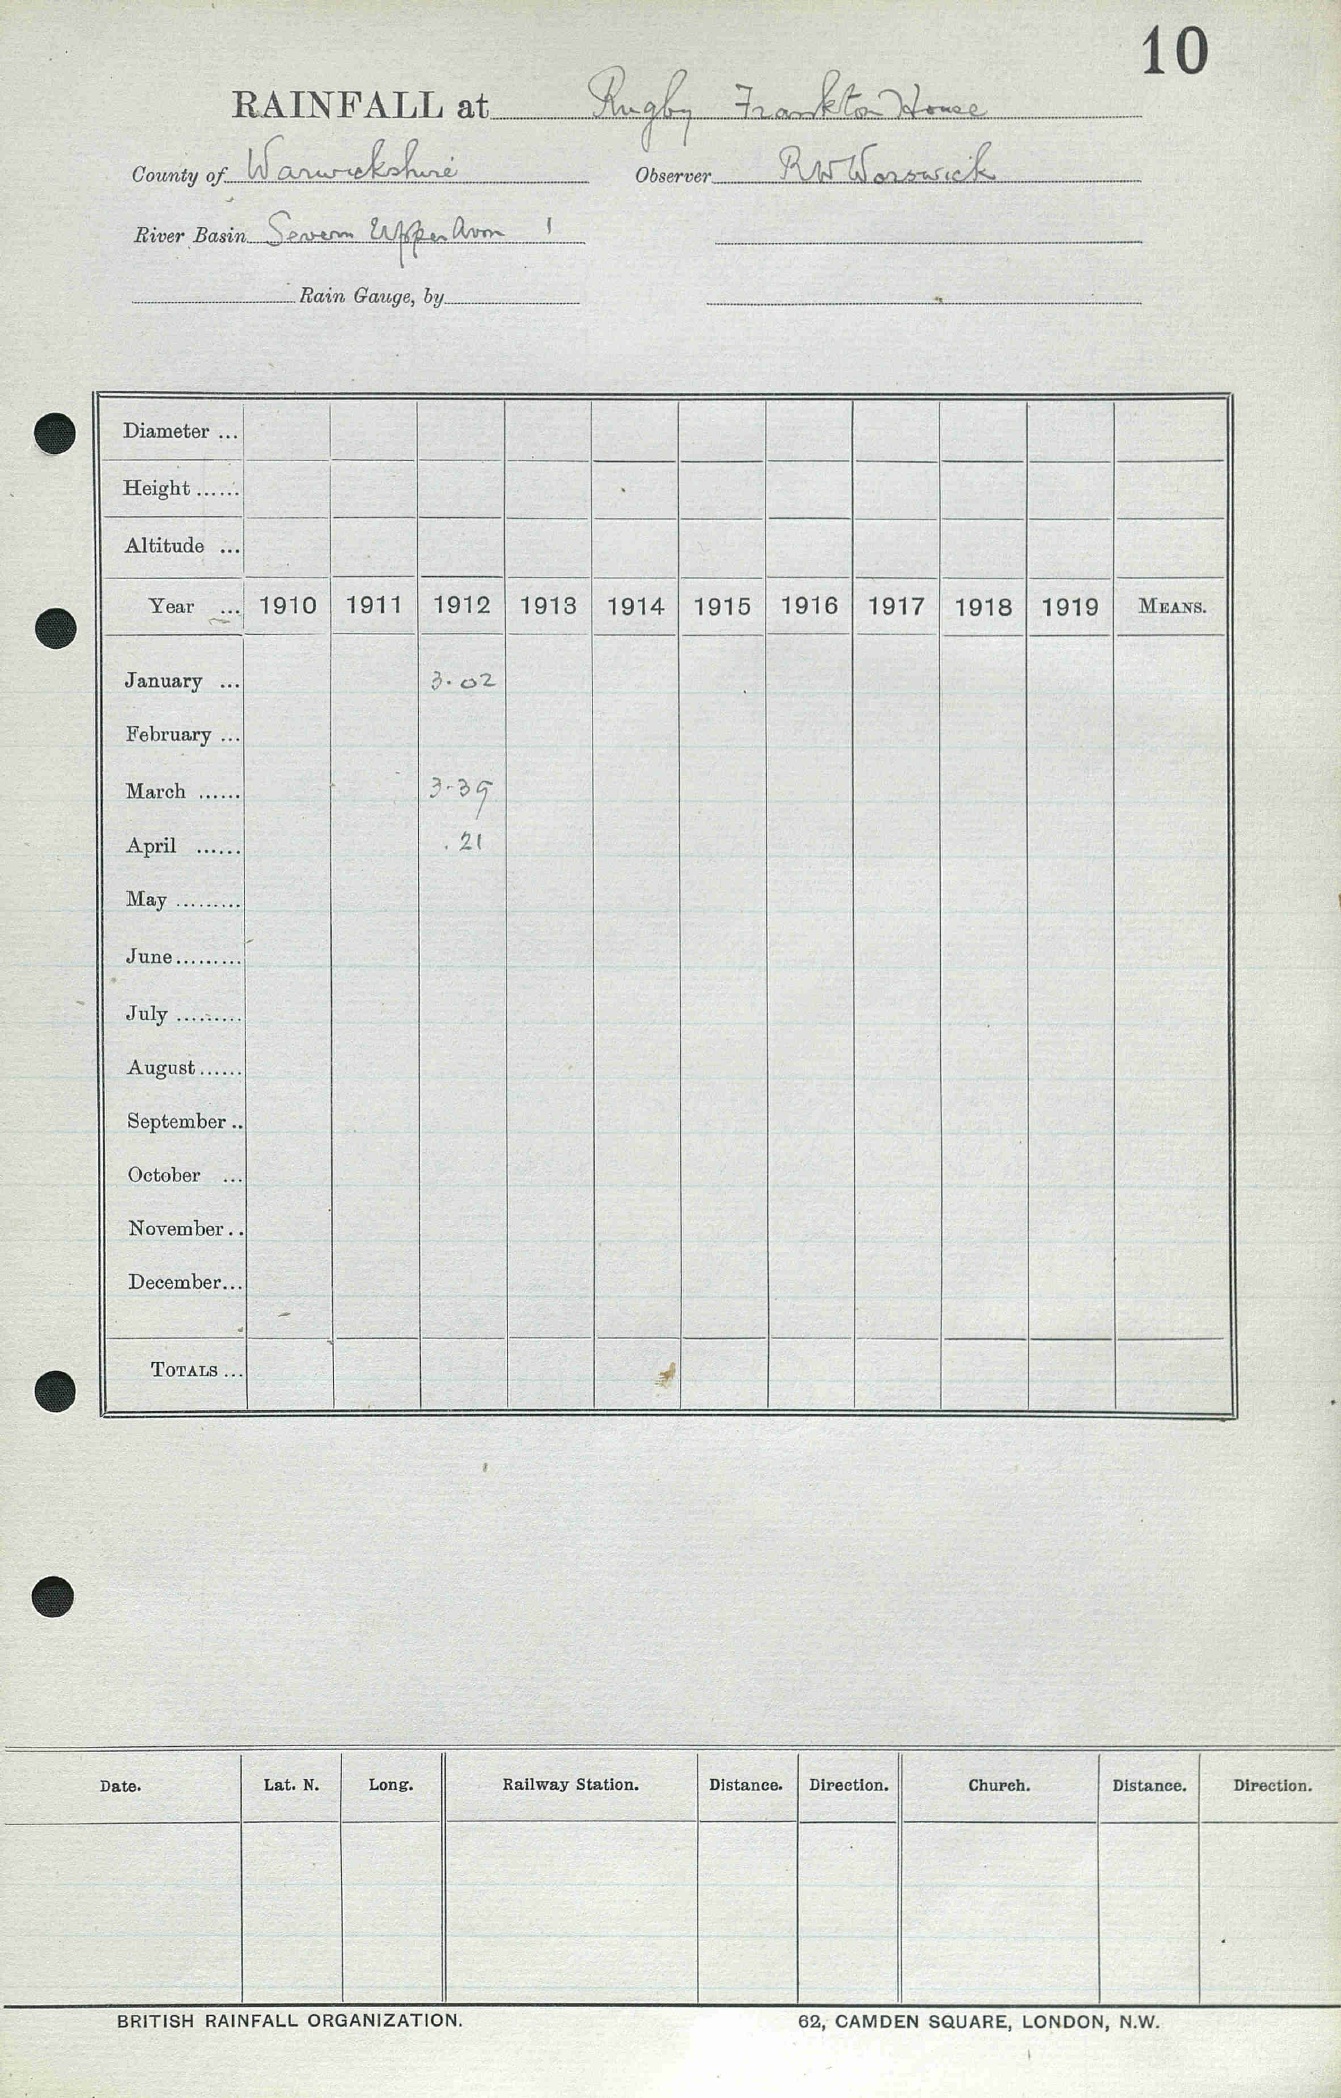 10
RAINFALL at Rugby Frankton House
County of Warwickshire Observer RW Worswick
River Basin Severn Upper Avon 1
Rain Gauge, by
Diameter ...
Height ......
Altitude ...
Year ... 1910 1911 1912 1913 1914 1915 1916 1917 1918 1919 MEANS.
January ... 3.02
February ...
March ...... 3.39
April ...... .21
May .........
June.........
July .........
August......
September ..
October ...
November..
December...
TOTALS ...
Date. Lat. N. Long. Railway Station. Distance. Direction. Church. Distance. Direction.
BRITISH RAINFALL ORGANIZATION. 62, CAMDEN SQUARE, LONDON, N.W.